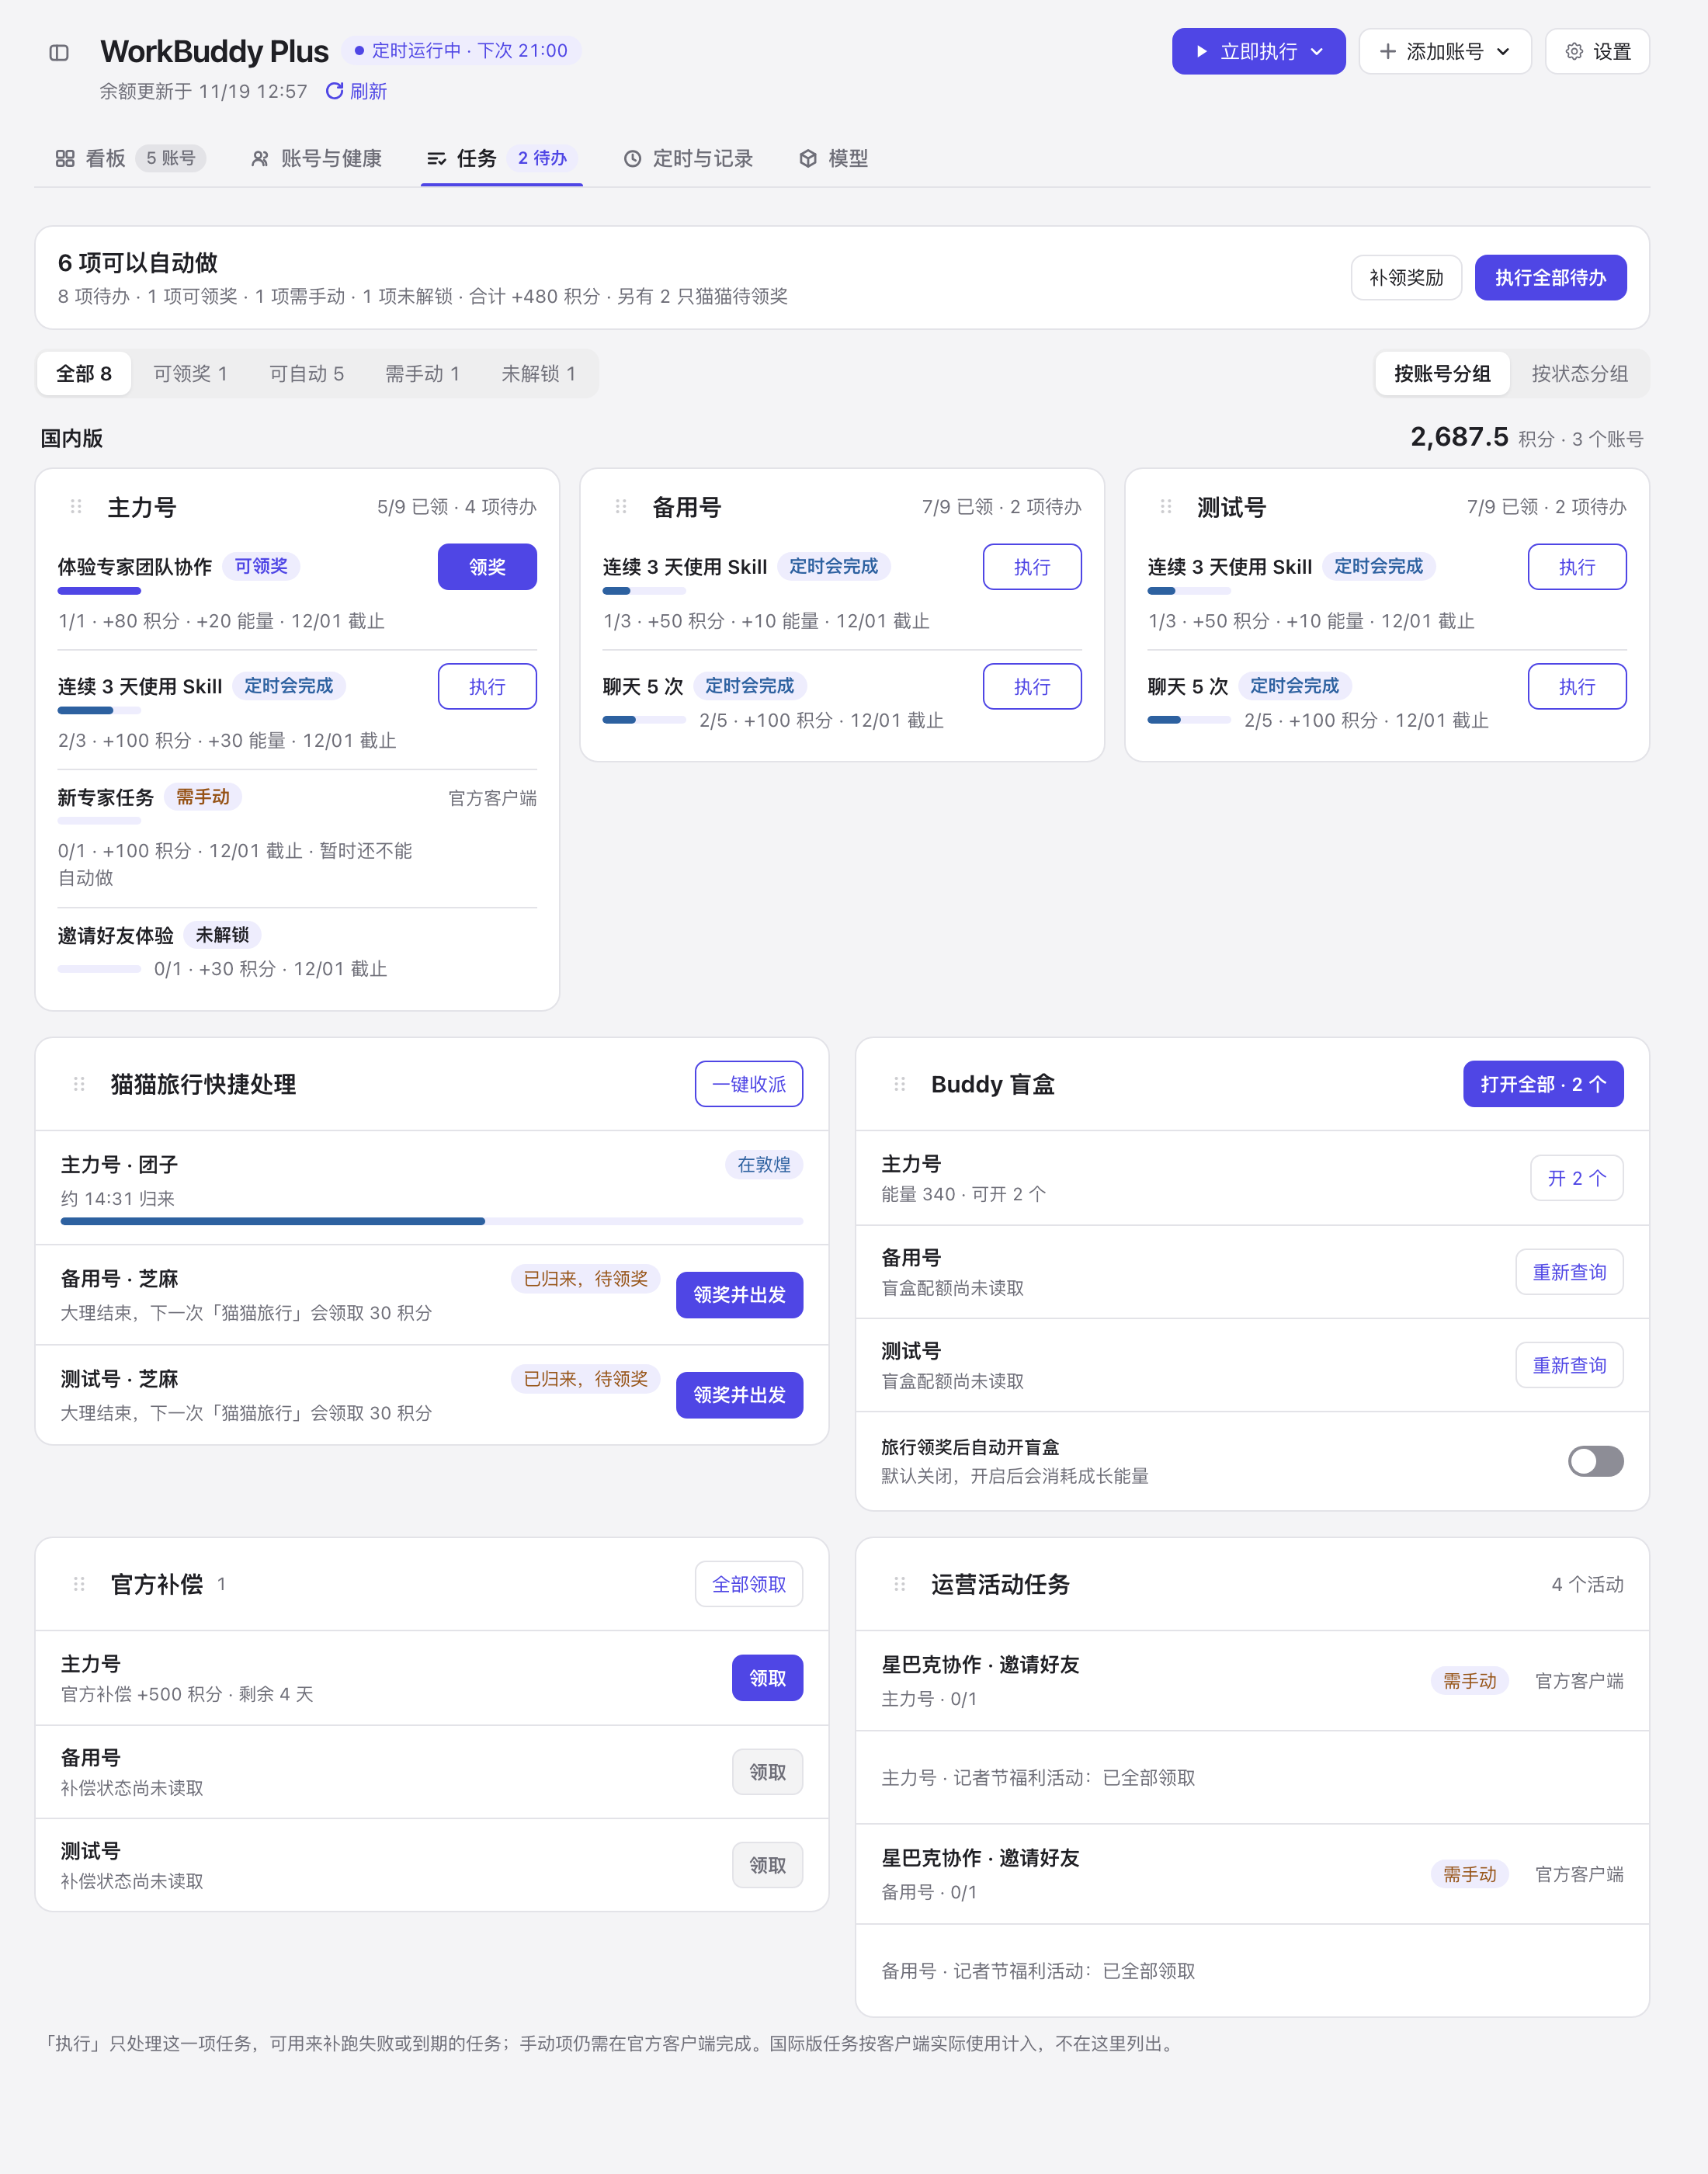 WorkBuddy Plus
定时运行中 · 下次 21:00
立即执行
添加账号
设置
余额更新于 11/19 12:57
刷新
看板
5 账号
账号与健康
任务
2 待办
定时与记录
模型
6 项可以自动做
8 项待办 · 1 项可领奖 · 1 项需手动 · 1 项未解锁 · 合计 +480 积分 · 另有 2 只猫猫待领奖
补领奖励
执行全部待办
全部 8
可领奖 1
可自动 5
需手动 1
未解锁 1
按账号分组
按状态分组
国内版
2,687.5 积分 · 3 个账号
主力号
5/9 已领 · 4 项待办
体验专家团队协作
可领奖
领奖
1/1 · +80 积分 · +20 能量 · 12/01 截止
连续 3 天使用 Skill
定时会完成
执行
2/3 · +100 积分 · +30 能量 · 12/01 截止
新专家任务
需手动
官方客户端
0/1 · +100 积分 · 12/01 截止 · 暂时还不能
自动做
邀请好友体验
未解锁
0/1 · +30 积分 · 12/01 截止
备用号
7/9 已领 · 2 项待办
连续 3 天使用 Skill
定时会完成
执行
1/3 · +50 积分 · +10 能量 · 12/01 截止
聊天 5 次
定时会完成
执行
2/5 · +100 积分 · 12/01 截止
测试号
7/9 已领 · 2 项待办
连续 3 天使用 Skill
定时会完成
执行
1/3 · +50 积分 · +10 能量 · 12/01 截止
聊天 5 次
定时会完成
执行
2/5 · +100 积分 · 12/01 截止
猫猫旅行快捷处理
一键收派
主力号 · 团子
在敦煌
约 14:31 归来
备用号 · 芝麻
已归来，待领奖
领奖并出发
大理结束，下一次「猫猫旅行」会领取 30 积分
测试号 · 芝麻
已归来，待领奖
领奖并出发
大理结束，下一次「猫猫旅行」会领取 30 积分
Buddy 盲盒
打开全部 · 2 个
主力号
能量 340 · 可开 2 个
开 2 个
备用号
盲盒配额尚未读取
重新查询
测试号
盲盒配额尚未读取
重新查询
旅行领奖后自动开盲盒
默认关闭，开启后会消耗成长能量
官方补偿 1
全部领取
主力号
官方补偿 +500 积分 · 剩余 4 天
领取
备用号
补偿状态尚未读取
领取
测试号
补偿状态尚未读取
领取
运营活动任务
4 个活动
星巴克协作 · 邀请好友
主力号 · 0/1
需手动
官方客户端
主力号 · 记者节福利活动：已全部领取
星巴克协作 · 邀请好友
备用号 · 0/1
需手动
官方客户端
备用号 · 记者节福利活动：已全部领取
「执行」只处理这一项任务，可用来补跑失败或到期的任务；手动项仍需在官方客户端完成。国际版任务按客户端实际使用计入，不在这里列出。